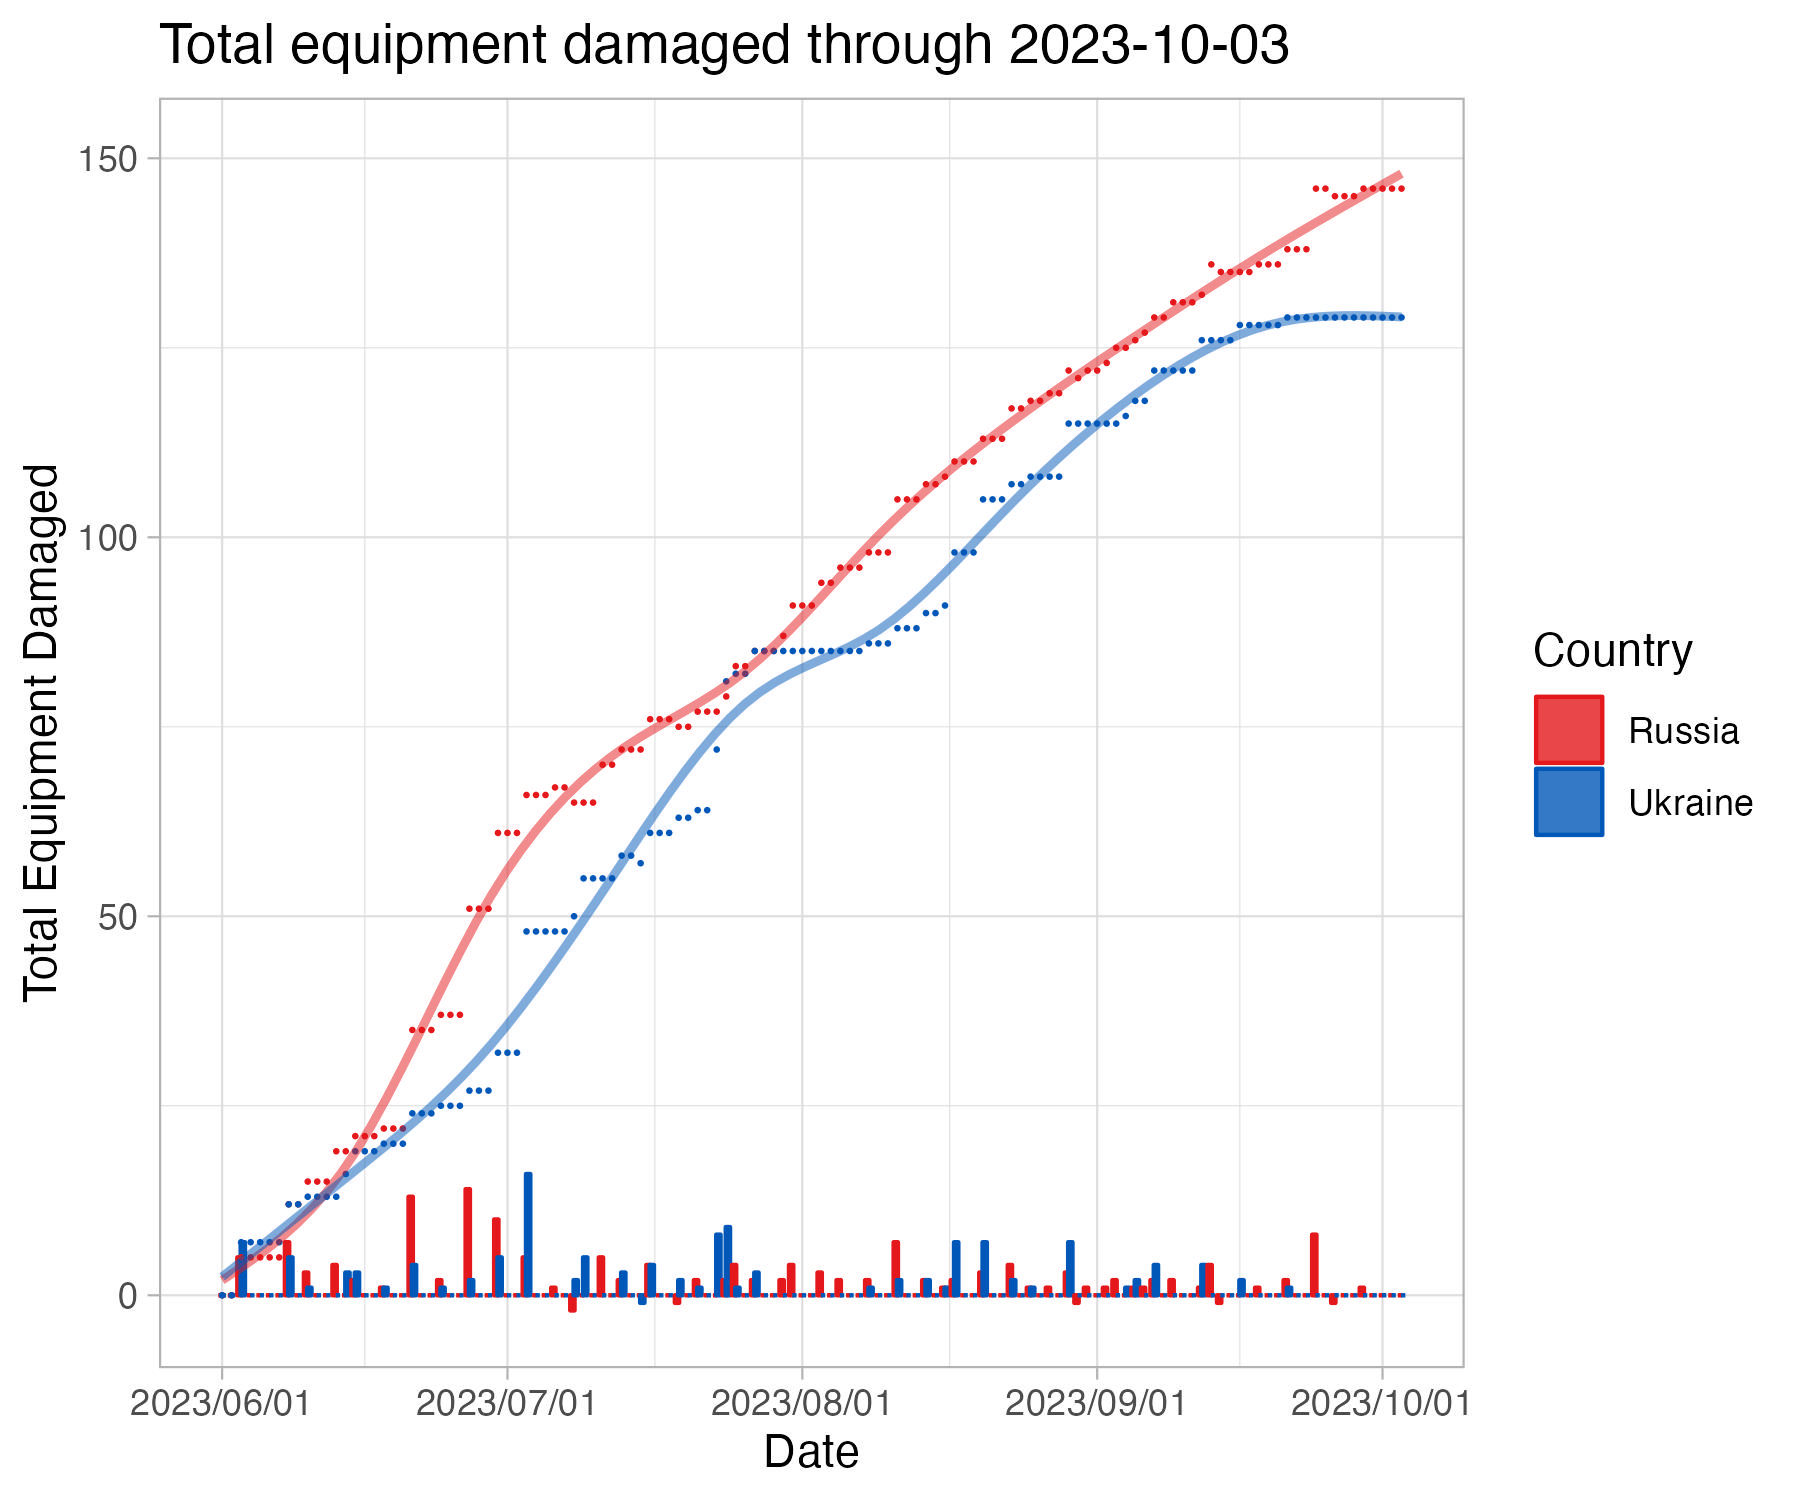 Total equipment damaged through 2023-10-03
Total Equipment Damaged
150
100
50
0
2023/06/01
2023/07/01
2023/08/01
2023/09/01
2023/10/01
Date
Country
Russia
Ukraine